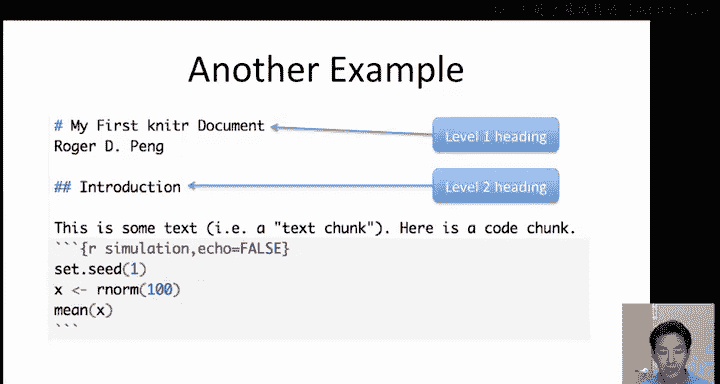 Another Example
# My First knitr Document
Level 1 heading
Roger D. Peng
## Introduction
Level 2 heading
This is some text (i.e. a "text chunk"). Here is a code chunk.
```{r simulation,echo=FALSE}
set.seed(1)
x <- rnorm(100)
mean(x)
```